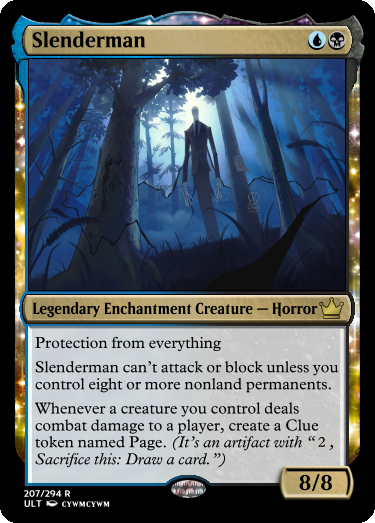 Slenderman
Legendary Enchantment Creature — Horror
Protection from everything
Slenderman can't attack or block unless you
control eight or more nonland permanents.
Whenever a creature you control deals
combat damage to a player, create a Clue
token named Page. (It's an artifact with “2 ,
Sacrifice this: Draw a card.”)
8/8
207/294 R
ULT CYWMCYWM